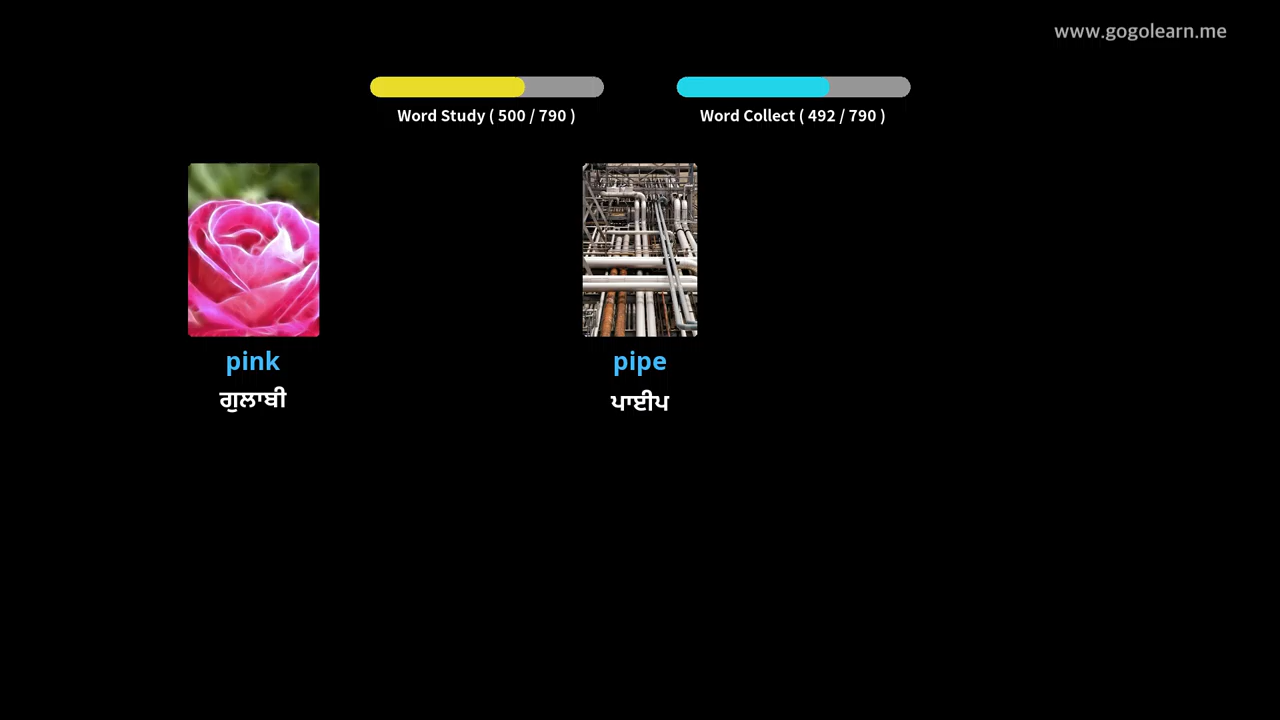 www.gogolearn.me
Word Study ( 500 / 790 )
Word Collect ( 492 / 790 )
pink
ਗੁਲਾਬੀ
pipe
ਪਾਈਪ